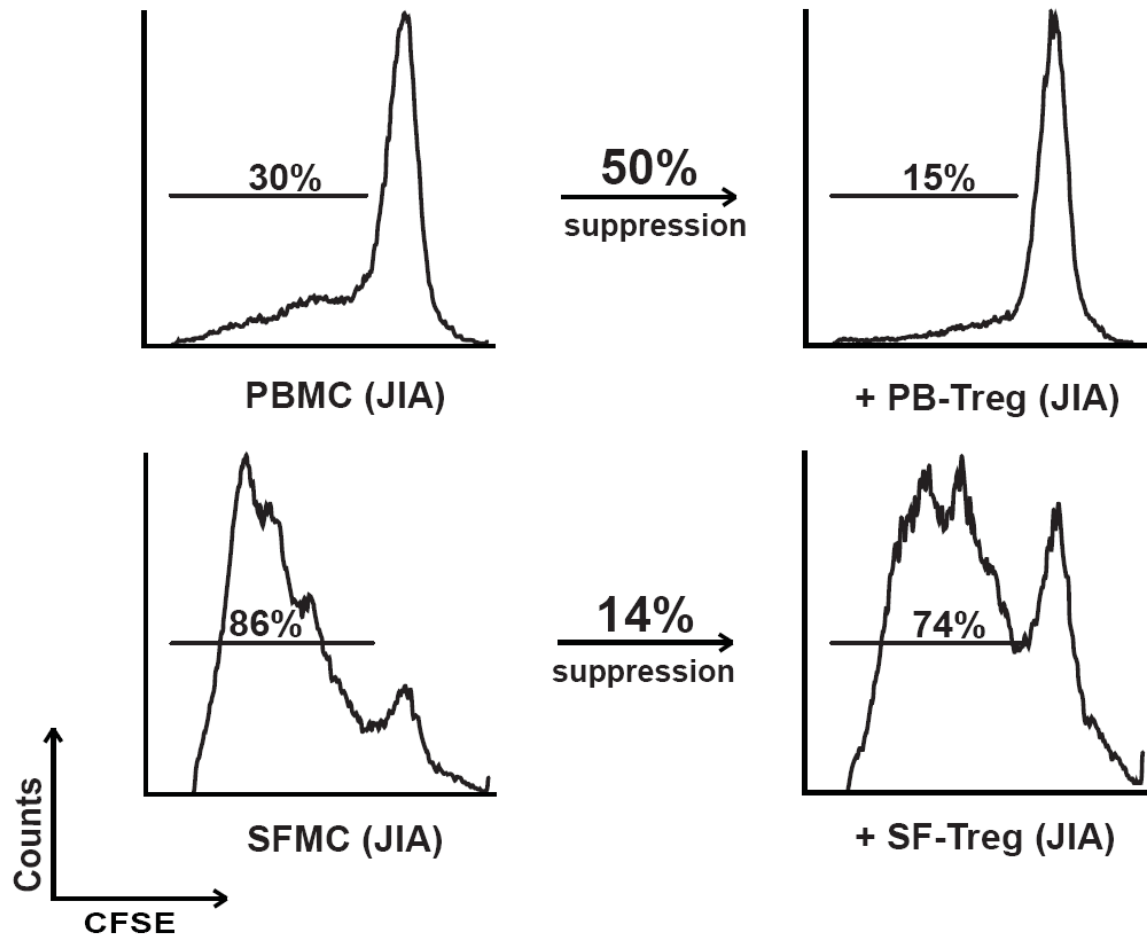 30%
50%
suppression
15%
PBMC (JIA)
+ PB-Treg (JIA)
86%
14%
suppression
74%
SFMC (JIA)
+ SF-Treg (JIA)
Counts
CFSE